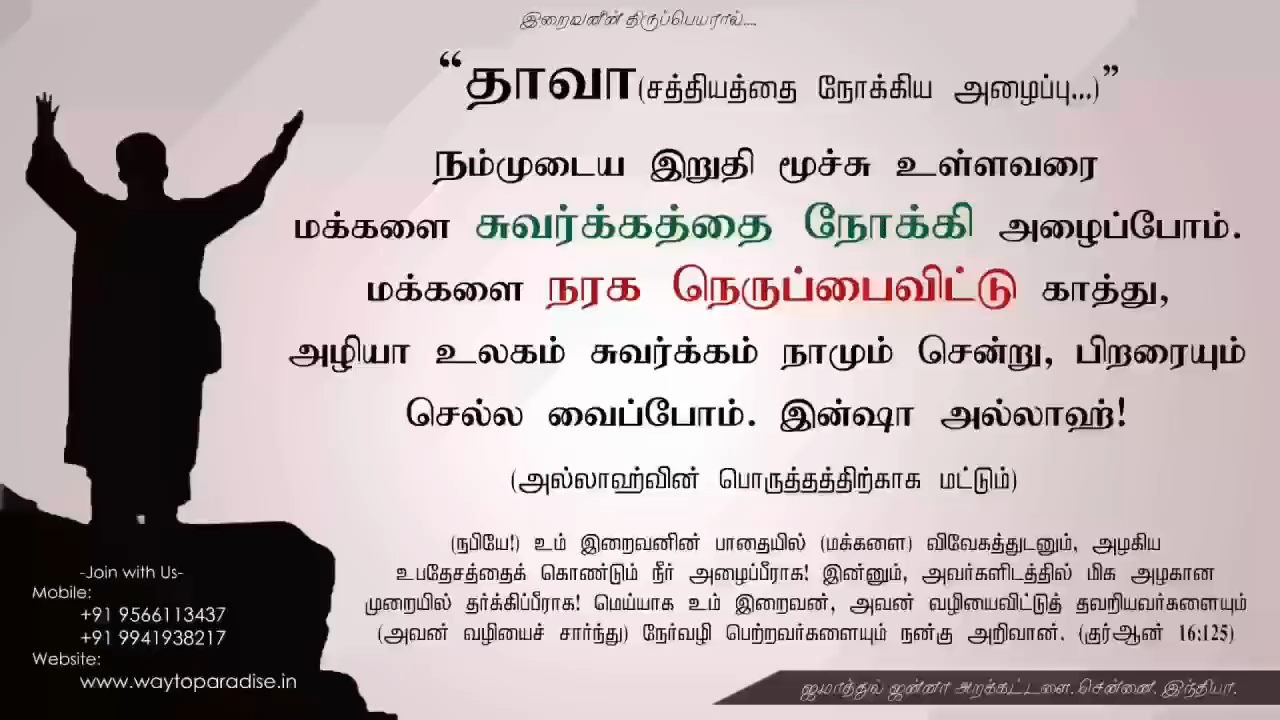 இறைவனின் திருப்பெயரால்....
“தாவா(சத்தியத்தை நோக்கிய அழைப்பு...)”
நம்முடைய இறுதி மூச்சு உள்ளவரை
மக்களை சுவர்க்கத்தை நோக்கி அழைப்போம்.
மக்களை நரக நெருப்பைவிட்டு காத்து,
அழியா உலகம் சுவர்க்கம் நாமும் சென்று, பிறரையும்
செல்ல வைப்போம். இன்ஷா அல்லாஹ்!
(அல்லாஹ்வின் பொருத்தத்திற்காக மட்டும்)
(நபியே!) உம் இறைவனின் பாதையில் (மக்களை) விவேகத்துடனும், அழகிய
உபதேசத்தைக் கொண்டும் நீர் அழைப்பீராக! இன்னும், அவர்களிடத்தில் மிக அழகான
முறையில் தர்க்கிப்பீராக! மெய்யாக உம் இறைவன், அவன் வழியைவிட்டுத் தவறியவர்களையும்
(அவன் வழியைச் சார்ந்து) நேர்வழி பெற்றவர்களையும் நன்கு அறிவான். (குர்ஆன் 16:125)
-Join with Us-
Mobile:
+91 9566113437
+91 9941938217
Website:
www.waytoparadise.in
ஜமாத்துல் ஜன்னா அறக்கட்டளை. சென்னை. இந்தியா.